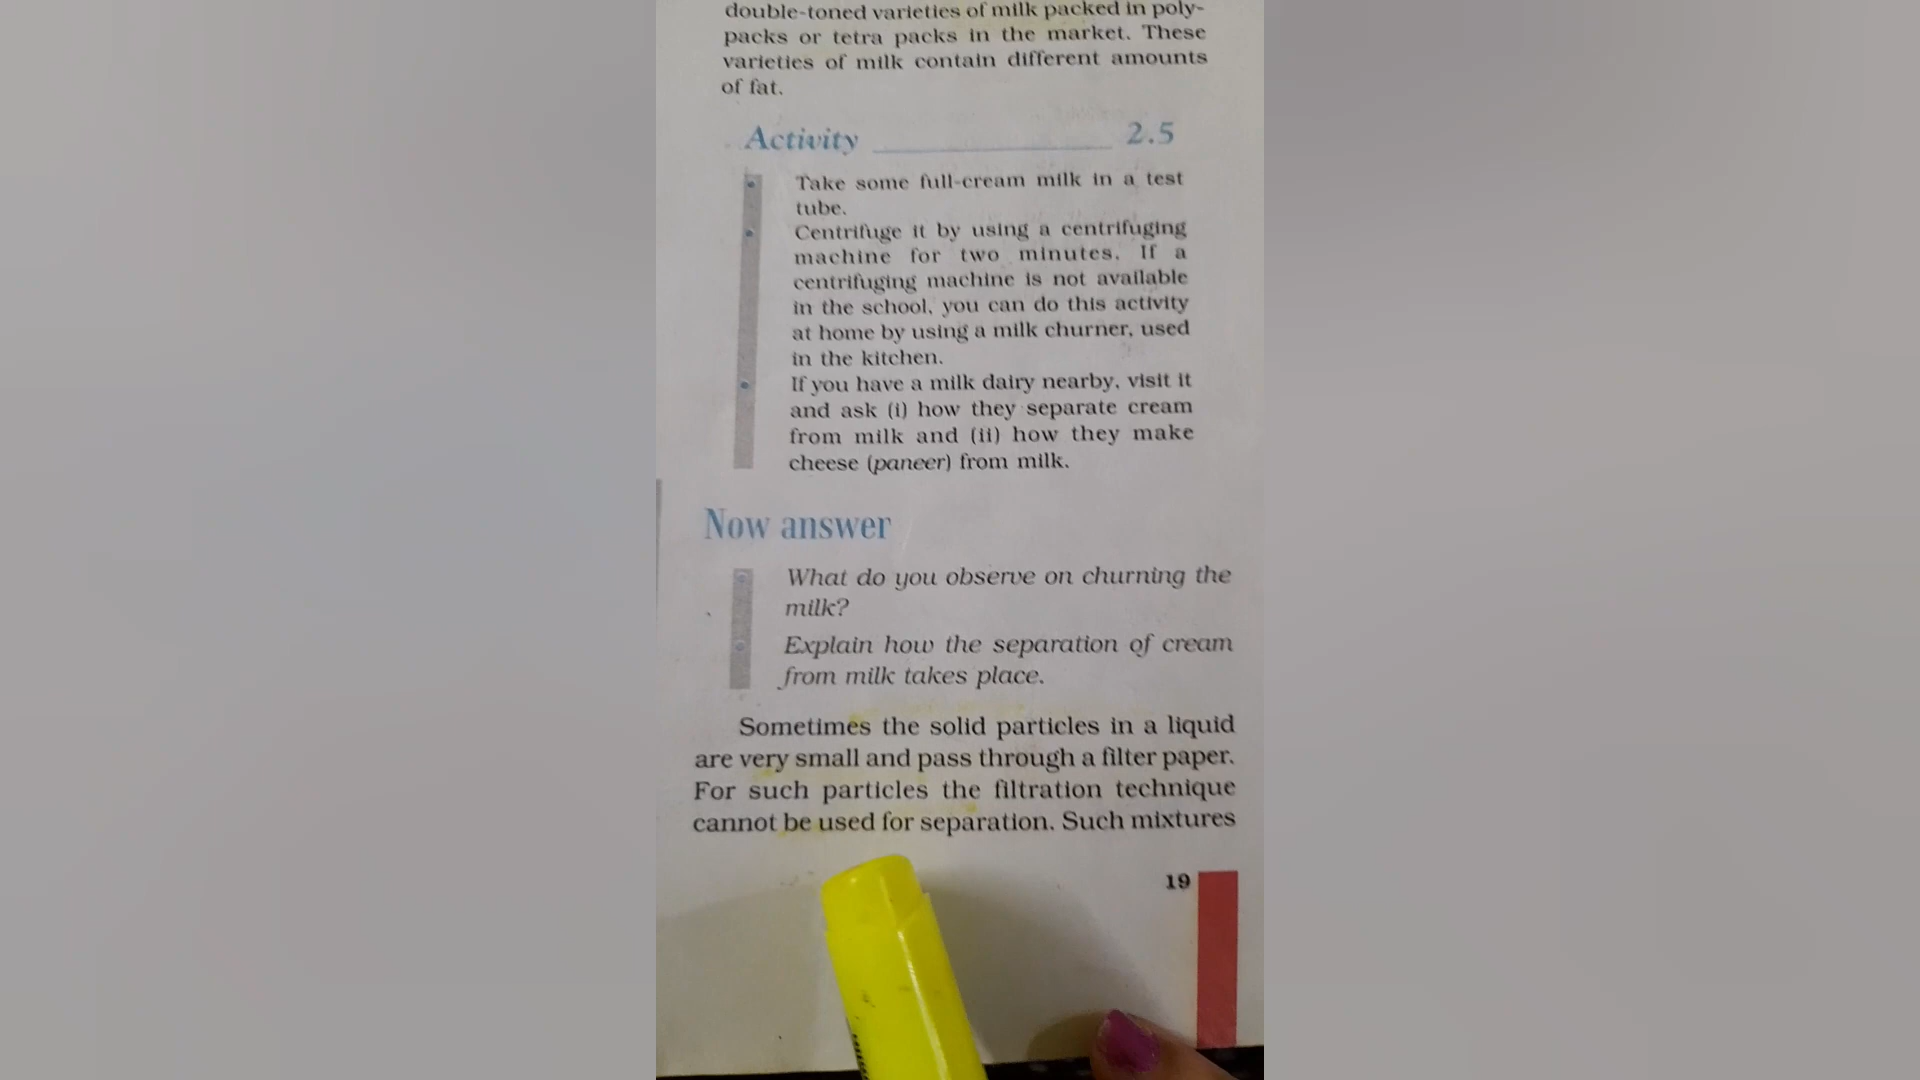 double-toned varieties of milk packed in poly-
packs or tetra packs in the market. These
varieties of milk contain different amounts
of fat.
Activity 2.5
• Take some full-cream milk in a test
tube.
• Centrifuge it by using a centrifuging
machine for two minutes. If a
centrifuging machine is not available
in the school, you can do this activity
at home by using a milk churner, used
in the kitchen.
• If you have a milk dairy nearby, visit it
and ask (i) how they separate cream
from milk and (ii) how they make
cheese (paneer) from milk.
Now answer
What do you observe on churning the
milk?
Explain how the separation of cream
from milk takes place.
Sometimes the solid particles in a liquid
are very small and pass through a filter paper.
For such particles the filtration technique
cannot be used for separation. Such mixtures
19